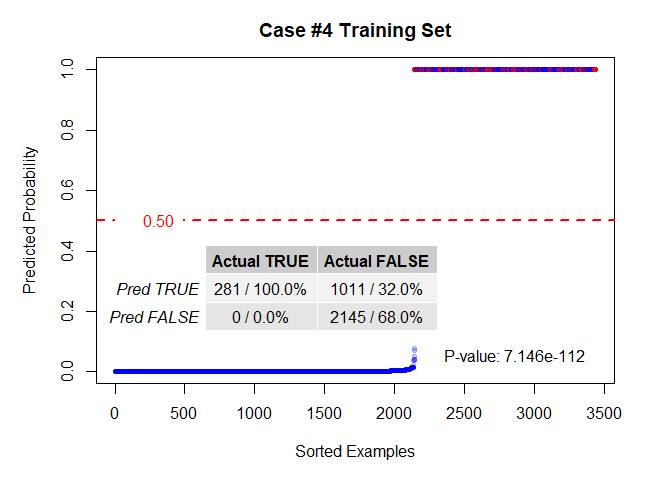 Case #4 Training Set
Predicted Probability
1.0
0.8
0.6
0.4
0.2
0.0
0.50
Actual TRUE Actual FALSE
Pred TRUE 281 / 100.0% 1011 / 32.0%
Pred FALSE 0 / 0.0% 2145 / 68.0%
P-value: 7.146e-112
0 500 1000 1500 2000 2500 3000 3500
Sorted Examples